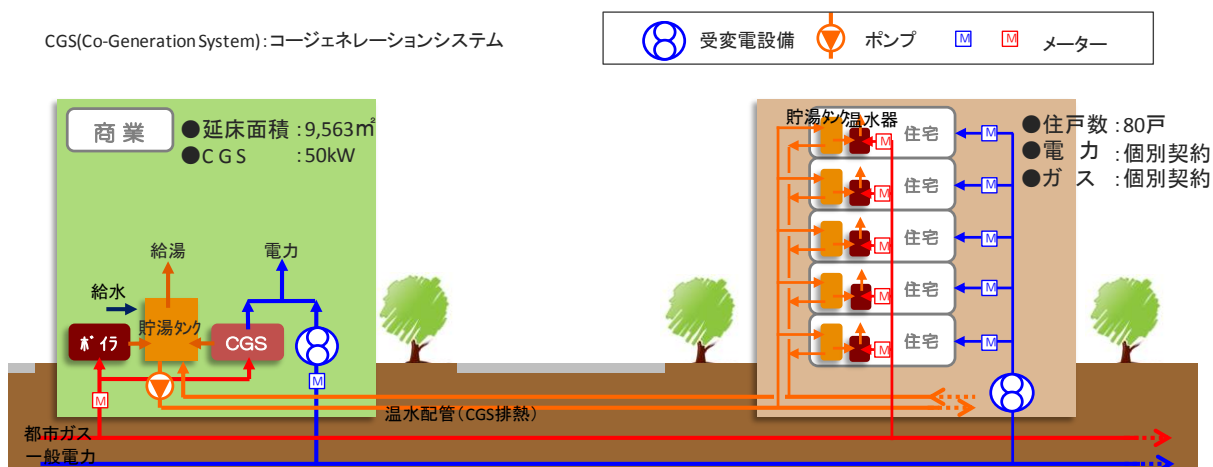 CGS(Co-Generation System):コージェネレーションシステム
受変電設備
ポンプ
M
M
メーター
商業
●延床面積:9,563㎡
●CGS :50kW
給湯
電力
給水
ボイラ
貯湯タンク
CGS
M
M
貯湯タンク
温水器
M
住宅
M
M
住宅
M
M
住宅
M
M
住宅
M
M
住宅
M
●住戸数:80戸
●電 力:個別契約
●ガ ス:個別契約
温水配管(CGS排熱)
都市ガス
一般電力